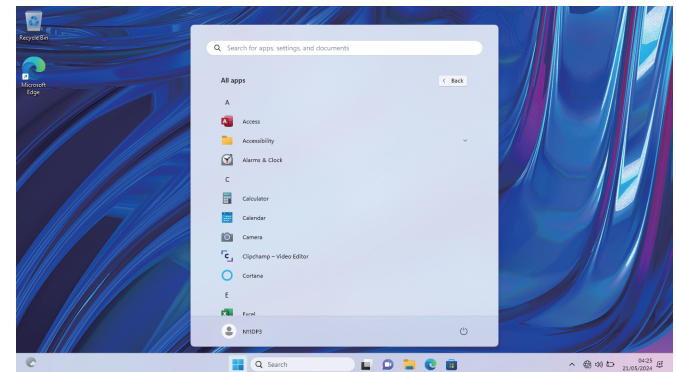 Recycle Bin
Microsoft
Edge
Search for apps, settings, and documents
All apps
Back
A
Access
Accessibility
Alarms & Clock
C
Calculator
Calendar
Camera
Clipchamp – Video Editor
Cortana
E
Excel
N11DP3
Search
04:25
21/05/2024